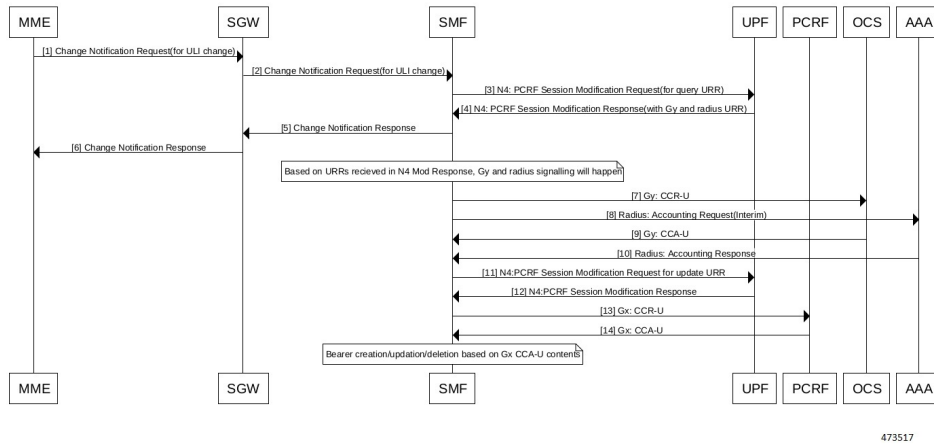 MME SGW SMF UPF PCRF OCS AAA
[1] Change Notification Request(for ULI change)
[2] Change Notification Request(for ULI change)
[3] N4: PCRF Session Modification Request(for query URR)
[4] N4: PCRF Session Modification Response(with Gy and radius URR)
[5] Change Notification Response
[6] Change Notification Response
Based on URRs recieved in N4 Mod Response, Gy and radius signalling will happen
[7] Gy: CCR-U
[8] Radius: Accounting Request(Interim)
[9] Gy: CCA-U
[10] Radius: Accounting Response
[11] N4:PCRF Session Modification Request for update URR
[12] N4:PCRF Session Modification Response
[13] Gx: CCR-U
[14] Gx: CCA-U
Bearer creation/updation/deletion based on Gx CCA-U contents
MME SGW SMF UPF PCRF OCS AAA
473517